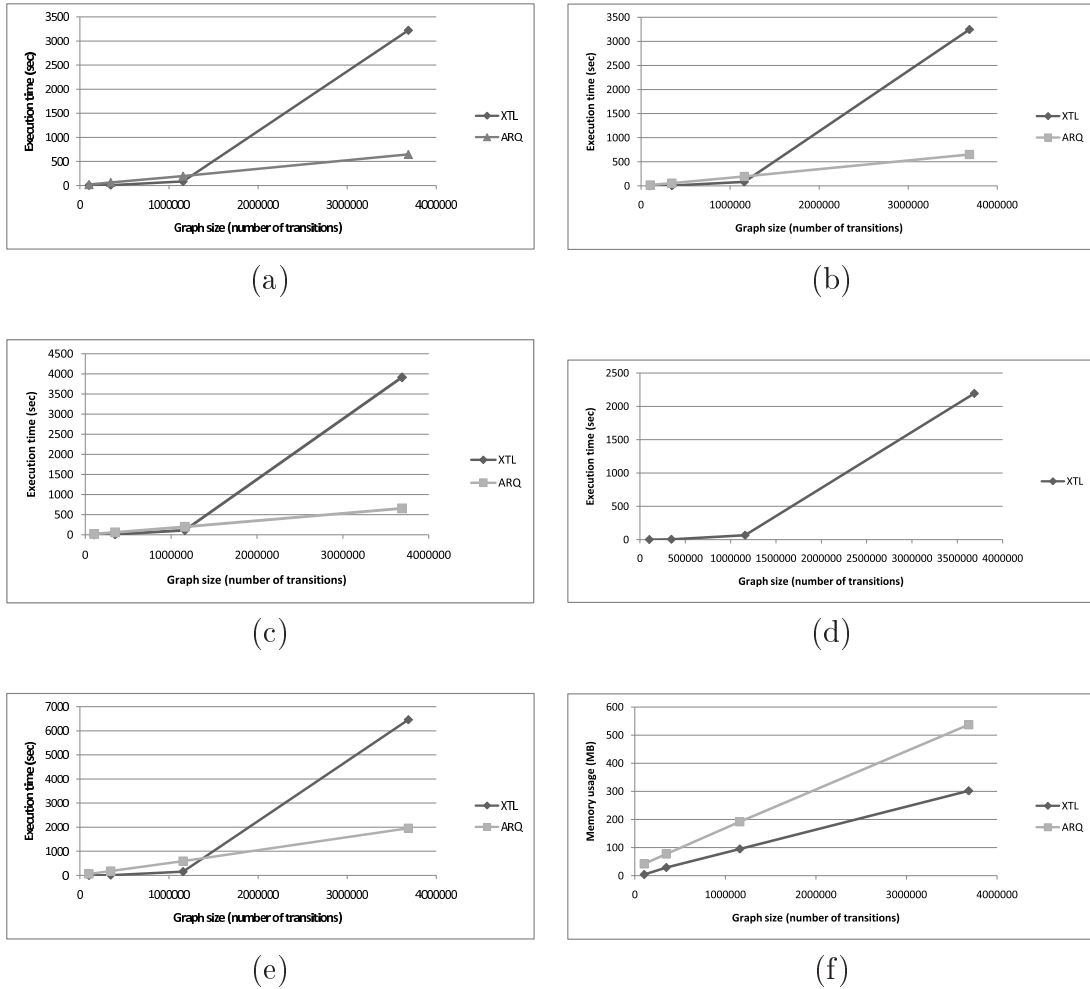 3500
3000
2500
2000
1500
1000
500
0
Execution time (sec)
0 1000000 2000000 3000000 4000000
Graph size (number of transitions)
XTL
ARQ
(a)
3500
3000
2500
2000
1500
1000
500
0
Execution time (sec)
0 1000000 2000000 3000000 4000000
Graph size (number of transitions)
XTL
ARQ
(b)
4500
4000
3500
3000
2500
2000
1500
1000
500
0
Execution time (sec)
0 1000000 2000000 3000000 4000000
Graph size (number of transitions)
XTL
ARQ
(c)
2500
2000
1500
1000
500
0
Execution time (sec)
0 500000 1000000 1500000 2000000 2500000 3000000 3500000 4000000
Graph size (number of transitions)
XTL
(d)
7000
6000
5000
4000
3000
2000
1000
0
Execution time (sec)
0 1000000 2000000 3000000 4000000
Graph size (number of transitions)
XTL
ARQ
(e)
600
500
400
300
200
100
0
Memory usage (MB)
0 1000000 2000000 3000000 4000000
Graph size (number of transitions)
XTL
ARQ
(f)